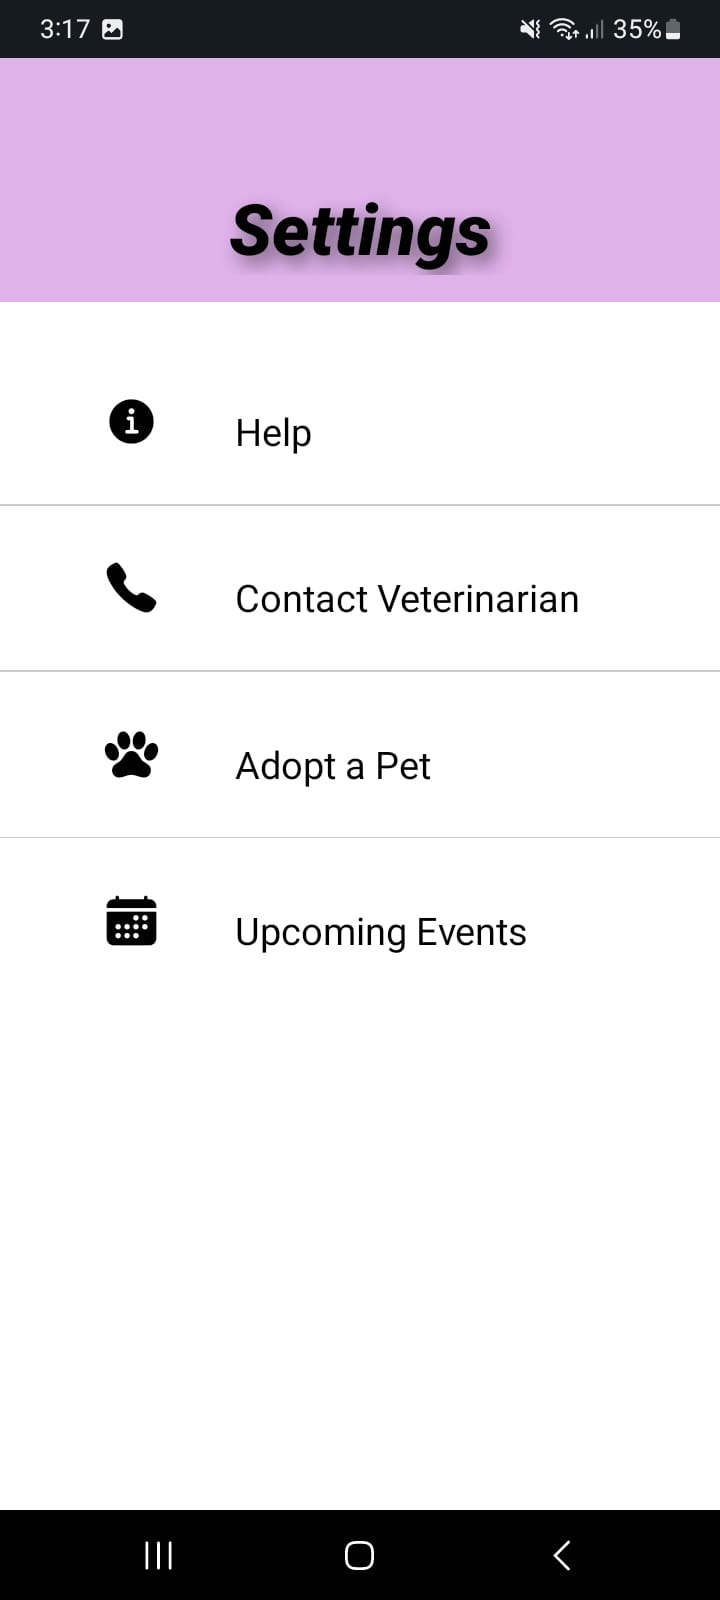 3:17 35%
Settings
Help
Contact Veterinarian
Adopt a Pet
Upcoming Events